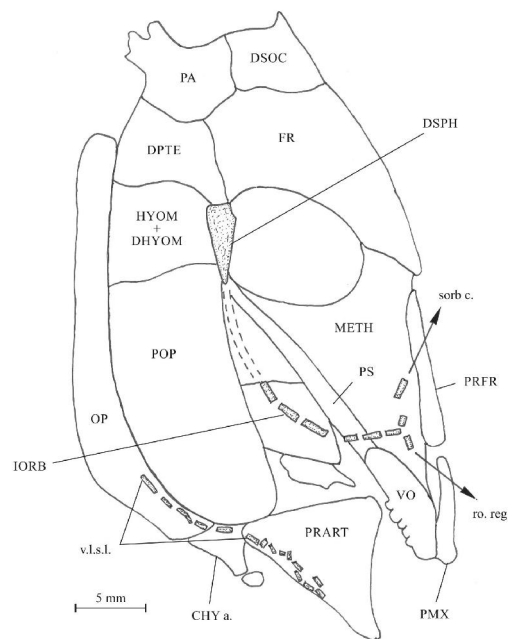 DSOC
PA
DSPH
FR
DPTE
HYOM
+
DHYOM
sorb c.
METH
POP
PS
PRFR
OP
IORB
VO
ro. reg
PRART
v.l.s.l.
5 mm
CHY a.
PMX